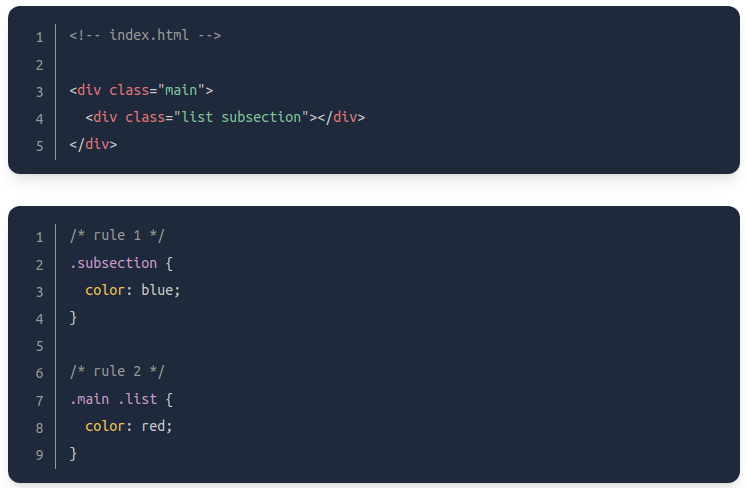 1 <!-- index.html -->
2
3 <div class="main">
4   <div class="list subsection"></div>
5 </div>
1 /* rule 1 */
2 .subsection {
3   color: blue;
4 }
5
6 /* rule 2 */
7 .main .list {
8   color: red;
9 }